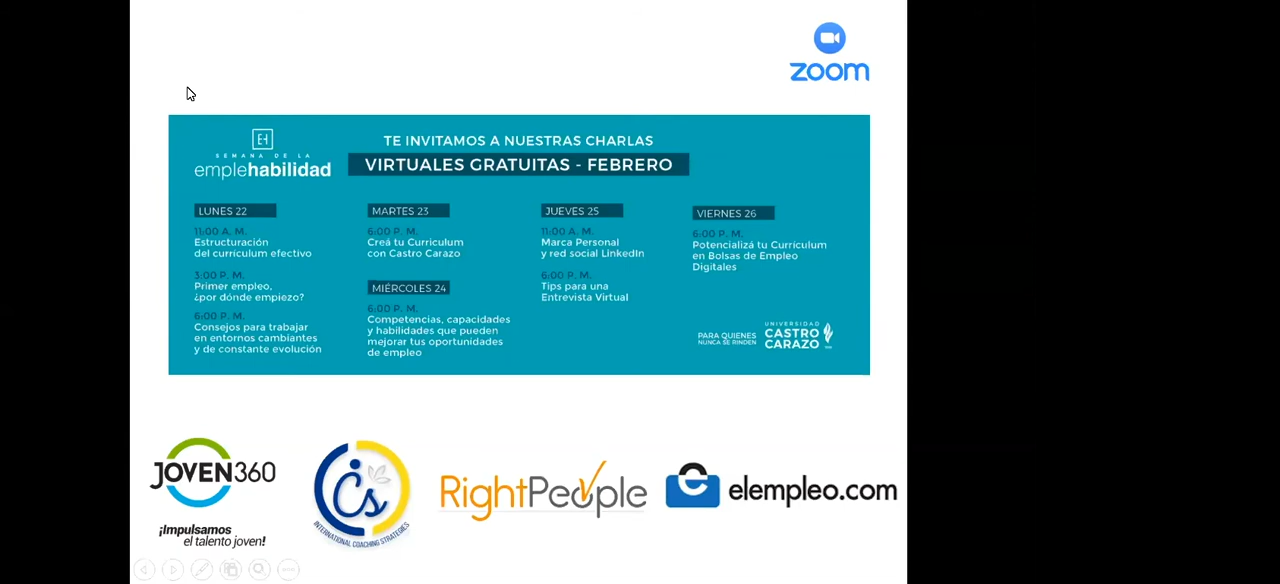 zoom
EH
SEMANA DE LA
emplehabilidad
TE INVITAMOS A NUESTRAS CHARLAS
VIRTUALES GRATUITAS - FEBRERO
LUNES 22
11:00 A. M.
Estructuración
del currículum efectivo
3:00 P. M.
Primer empleo,
¿por dónde empiezo?
6:00 P. M.
Consejos para trabajar
en entornos cambiantes
y de constante evolución
MARTES 23
6:00 P. M.
Creá tu Curriculum
con Castro Carazo
MIÉRCOLES 24
6:00 P. M.
Competencias, capacidades
y habilidades que pueden
mejorar tus oportunidades
de empleo
JUEVES 25
11:00 A. M.
Marca Personal
y red social LinkedIn
6:00 P. M.
Tips para una
Entrevista Virtual
VIERNES 26
6:00 P. M.
Potencializá tu Currículum
en Bolsas de Empleo
Digitales
PARA QUIENES
NUNCA SE RINDEN
UNIVERSIDAD
CASTRO
CARAZO
JOVEN360
¡Impulsamos
el talento joven!
ics
INTERNATIONAL COACHING STRATEGIES
RightPeople
e
elempleo.com